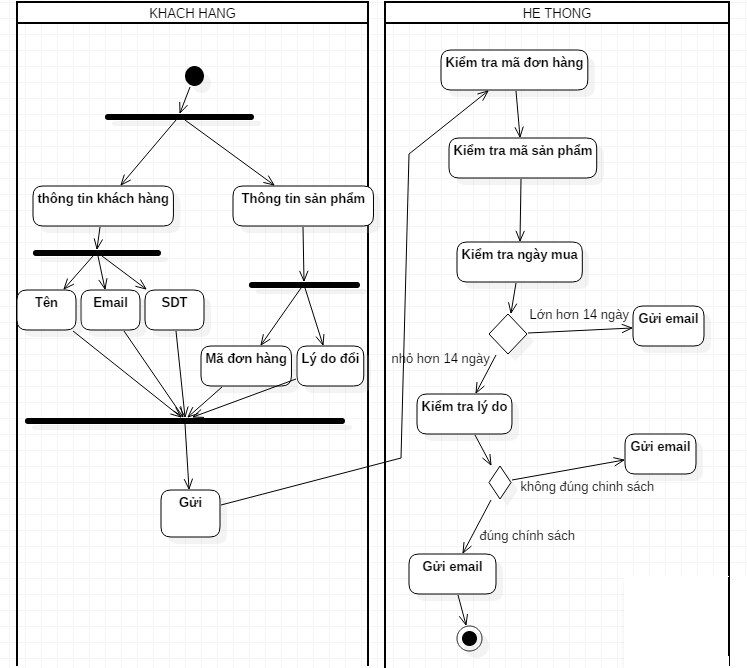 KHACH HANG
thông tin khách hàng
Thông tin sản phẩm
Tên
Email
SDT
Mã đơn hàng
Lý do đổi
Gửi
HE THONG
Kiểm tra mã đơn hàng
Kiểm tra mã sản phẩm
Kiểm tra ngày mua
Lớn hơn 14 ngày
Gửi email
nhỏ hơn 14 ngày
Kiểm tra lý do
Gửi email
không đúng chinh sách
đúng chính sách
Gửi email